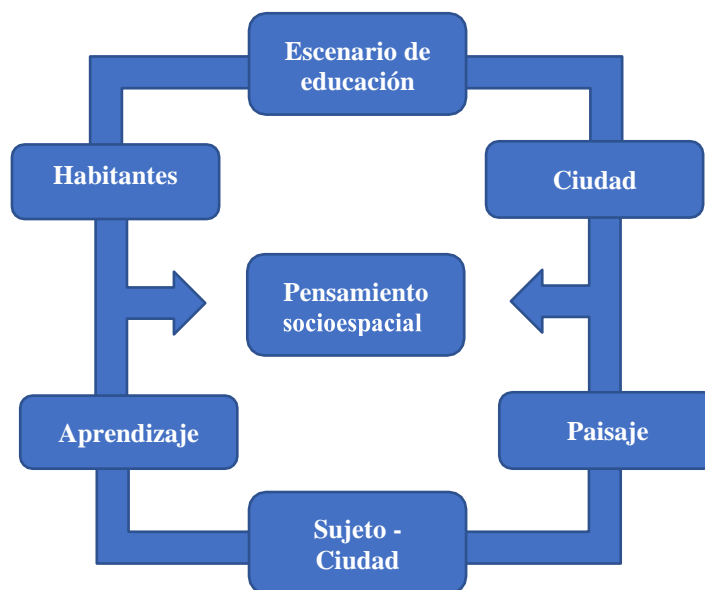 Escenario de
educación
Habitantes
Ciudad
Pensamiento
socioespacial
Aprendizaje
Paisaje
Sujeto -
Ciudad